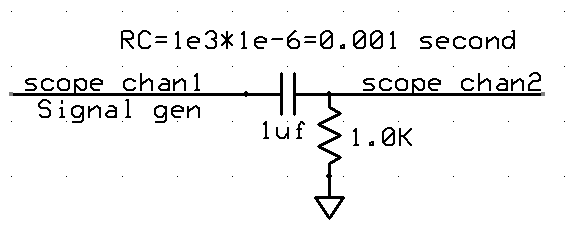 RC=1e3*1e-6=0.001 second
scope chan1
scope chan2
Signal gen
1uf
1.0K